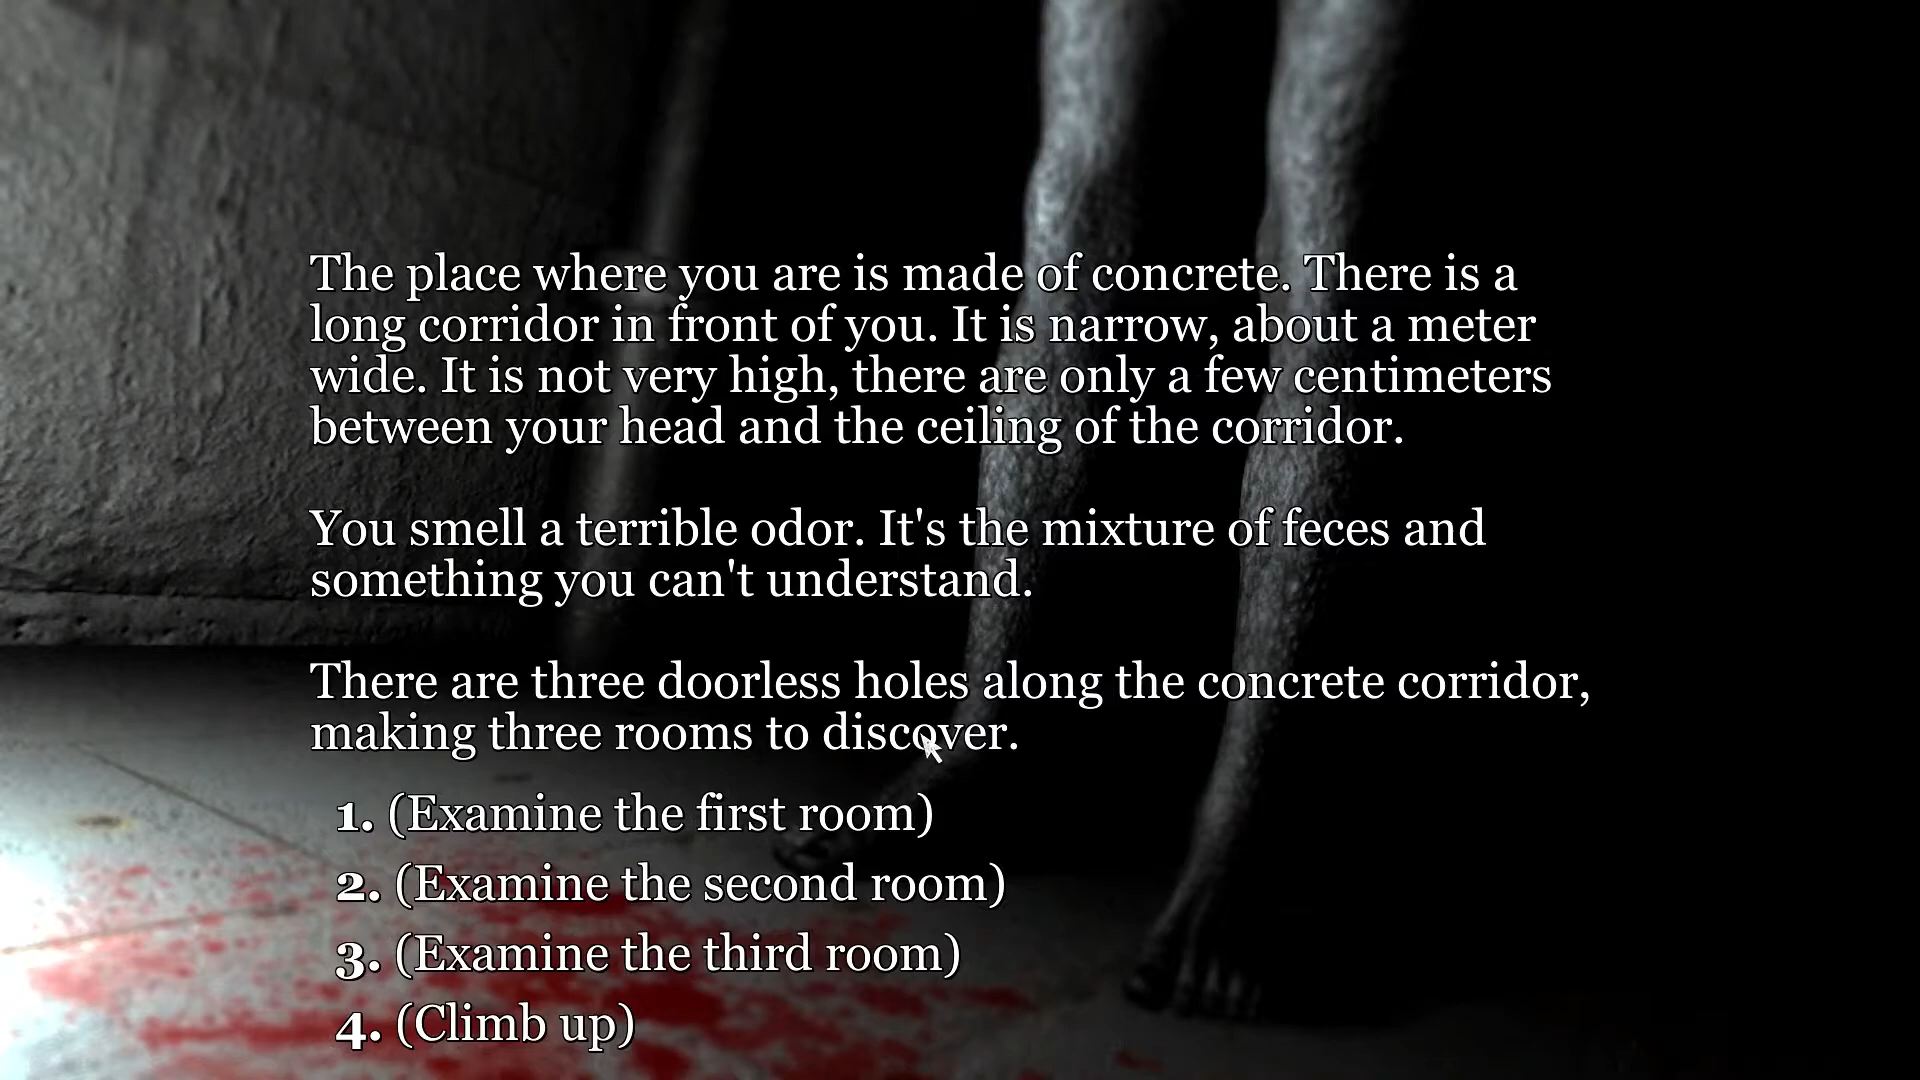 The place where you are is made of concrete. There is a
long corridor in front of you. It is narrow, about a meter
wide. It is not very high, there are only a few centimeters
between your head and the ceiling of the corridor.
You smell a terrible odor. It's the mixture of feces and
something you can't understand.
There are three doorless holes along the concrete corridor,
making three rooms to discover.
1. (Examine the first room)
2. (Examine the second room)
3. (Examine the third room)
4. (Climb up)